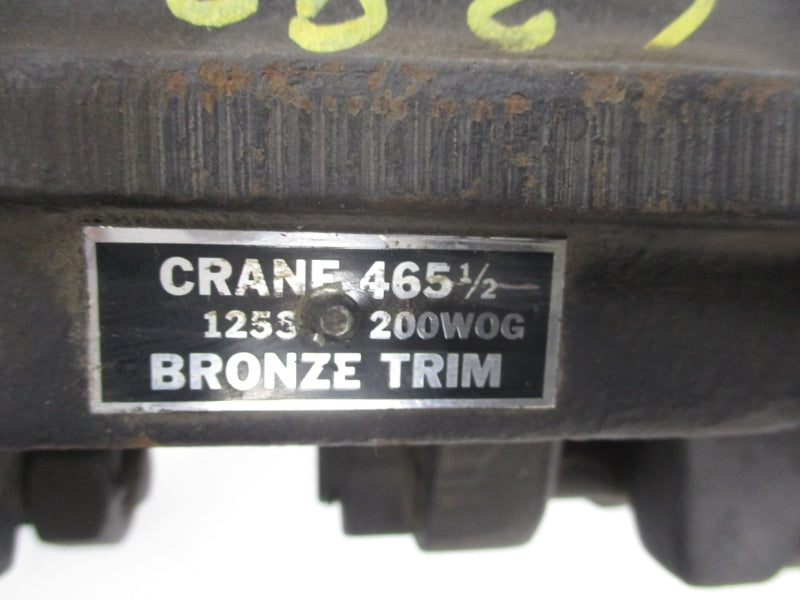 CRANE 465½
125S 200WOG
BRONZE TRIM